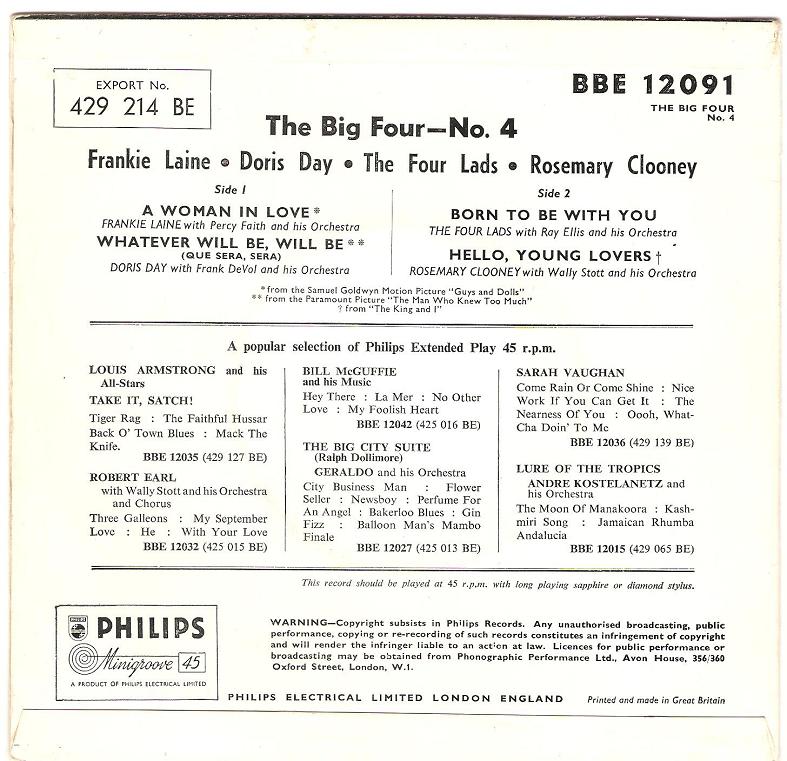 EXPORT No.
429 214 BE
BBE 12091
THE BIG FOUR
No. 4
The Big Four—No. 4
Frankie Laine • Doris Day • The Four Lads • Rosemary Clooney
Side 1
A WOMAN IN LOVE*
FRANKIE LAINE with Percy Faith and his Orchestra
WHATEVER WILL BE, WILL BE**
(QUE SERA, SERA)
DORIS DAY with Frank DeVol and his Orchestra
Side 2
BORN TO BE WITH YOU
THE FOUR LADS with Ray Ellis and his Orchestra
HELLO, YOUNG LOVERS†
ROSEMARY CLOONEY with Wally Stott and his Orchestra
*from the Samuel Goldwyn Motion Picture "Guys and Dolls"
** from the Paramount Picture "The Man Who Knew Too Much"
? from "The King and I"
A popular selection of Philips Extended Play 45 r.p.m.
LOUIS ARMSTRONG and his
All-Stars
TAKE IT, SATCH!
Tiger Rag : The Faithful Hussar
Back O' Town Blues : Mack The
Knife.
BBE 12035 (429 127 BE)
ROBERT EARL
with Wally Stott and his Orchestra
and Chorus
Three Galleons : My September
Love : He : With Your Love
BBE 12032 (425 015 BE)
BILL McGUFFIE
and his Music
Hey There : La Mer : No Other
Love : My Foolish Heart
BBE 12042 (425 016 BE)
THE BIG CITY SUITE
(Ralph Dollimore)
GERALDO and his Orchestra
City Business Man : Flower
Seller : Newsboy : Perfume For
An Angel : Bakerloo Blues : Gin
Fizz : Balloon Man's Mambo
Finale
BBE 12027 (425 013 BE)
SARAH VAUGHAN
Come Rain Or Come Shine : Nice
Work If You Can Get It : The
Nearness Of You : Oooh, What-
Cha Doin' To Me
BBE 12036 (429 139 BE)
LURE OF THE TROPICS
ANDRE KOSTELANETZ and
his Orchestra
The Moon Of Manakoora : Kash-
miri Song : Jamaican Rhumba
Andalucia
BBE 12015 (429 065 BE)
This record should be played at 45 r.p.m. with long playing sapphire or diamond stylus.
PHILIPS
Minigroove 45
A PRODUCT OF PHILIPS ELECTRICAL LIMITED
WARNING—Copyright subsists in Philips Records. Any unauthorised broadcasting, public
performance, copying or re-recording of such records constitutes an infringement of copyright
and will render the infringer liable to an action at law. Licences for public performance or
broadcasting may be obtained from Phonographic Performance Ltd., Avon House, 356/360
Oxford Street, London, W.1.
PHILIPS ELECTRICAL LIMITED LONDON ENGLAND
Printed and made in Great Britain